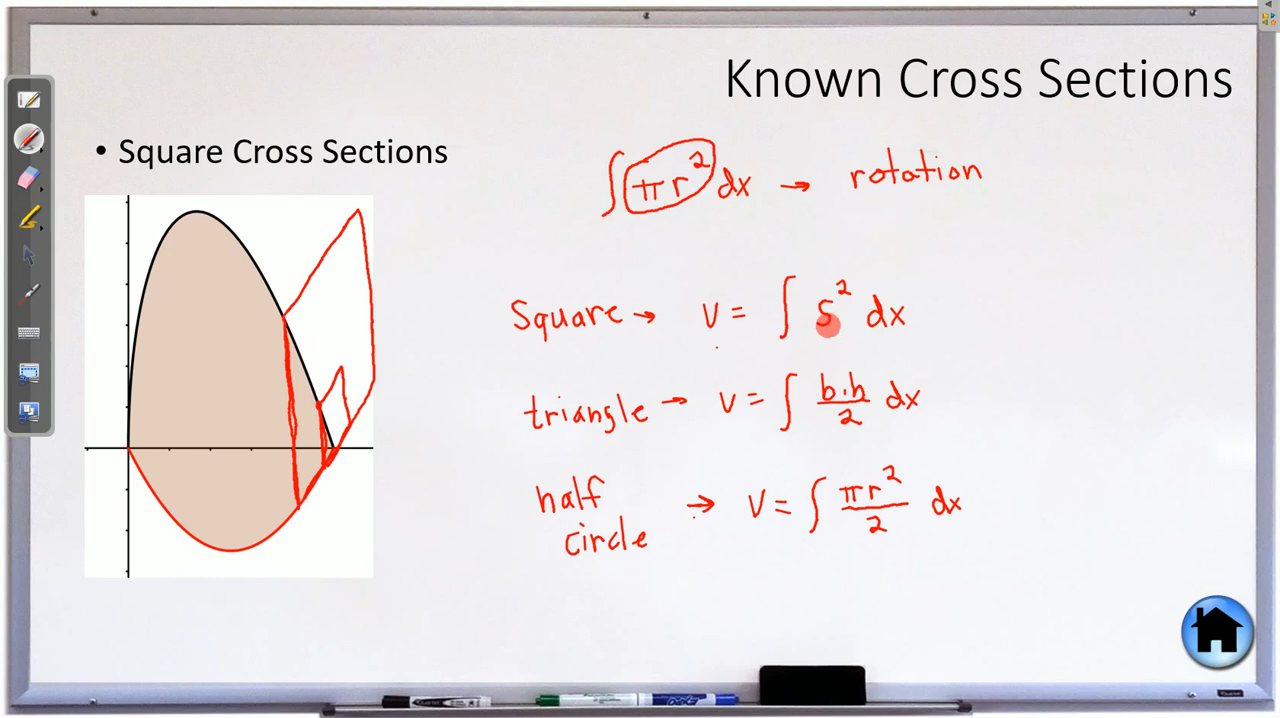 Known Cross Sections
• Square Cross Sections
∫ πr² dx → rotation
Square → V = ∫ s² dx
triangle → V = ∫ b·h/2 dx
half
circle → V = ∫ πr²/2 dx